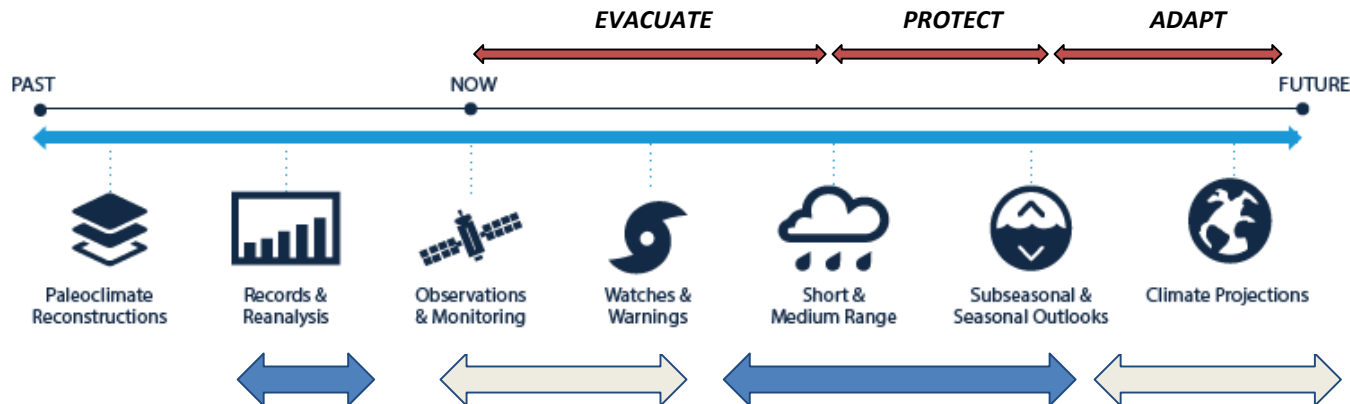 EVACUATE PROTECT ADAPT
PAST NOW FUTURE
Paleoclimate
Reconstructions
Records &
Reanalysis
Observations
& Monitoring
Watches &
Warnings
Short &
Medium Range
Subseasonal &
Seasonal Outlooks
Climate Projections